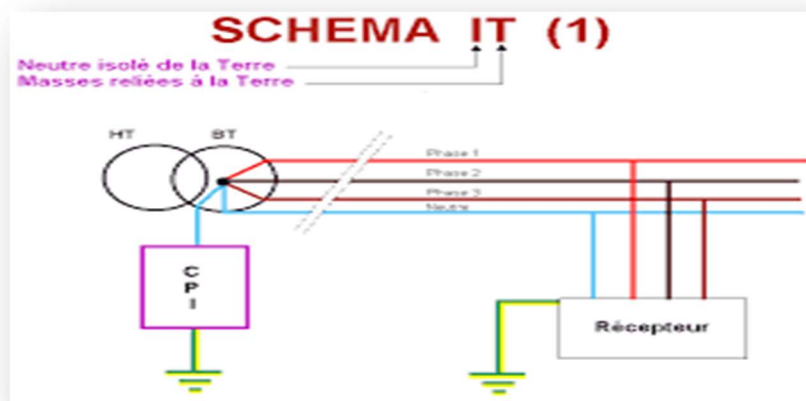 SCHEMA IT (1)
Neutre isolé de la Terre
Masses reliées à la Terre
HT
BT
Phase 1
Phase 2
Phase 3
Neutre
C
P
I
Récepteur